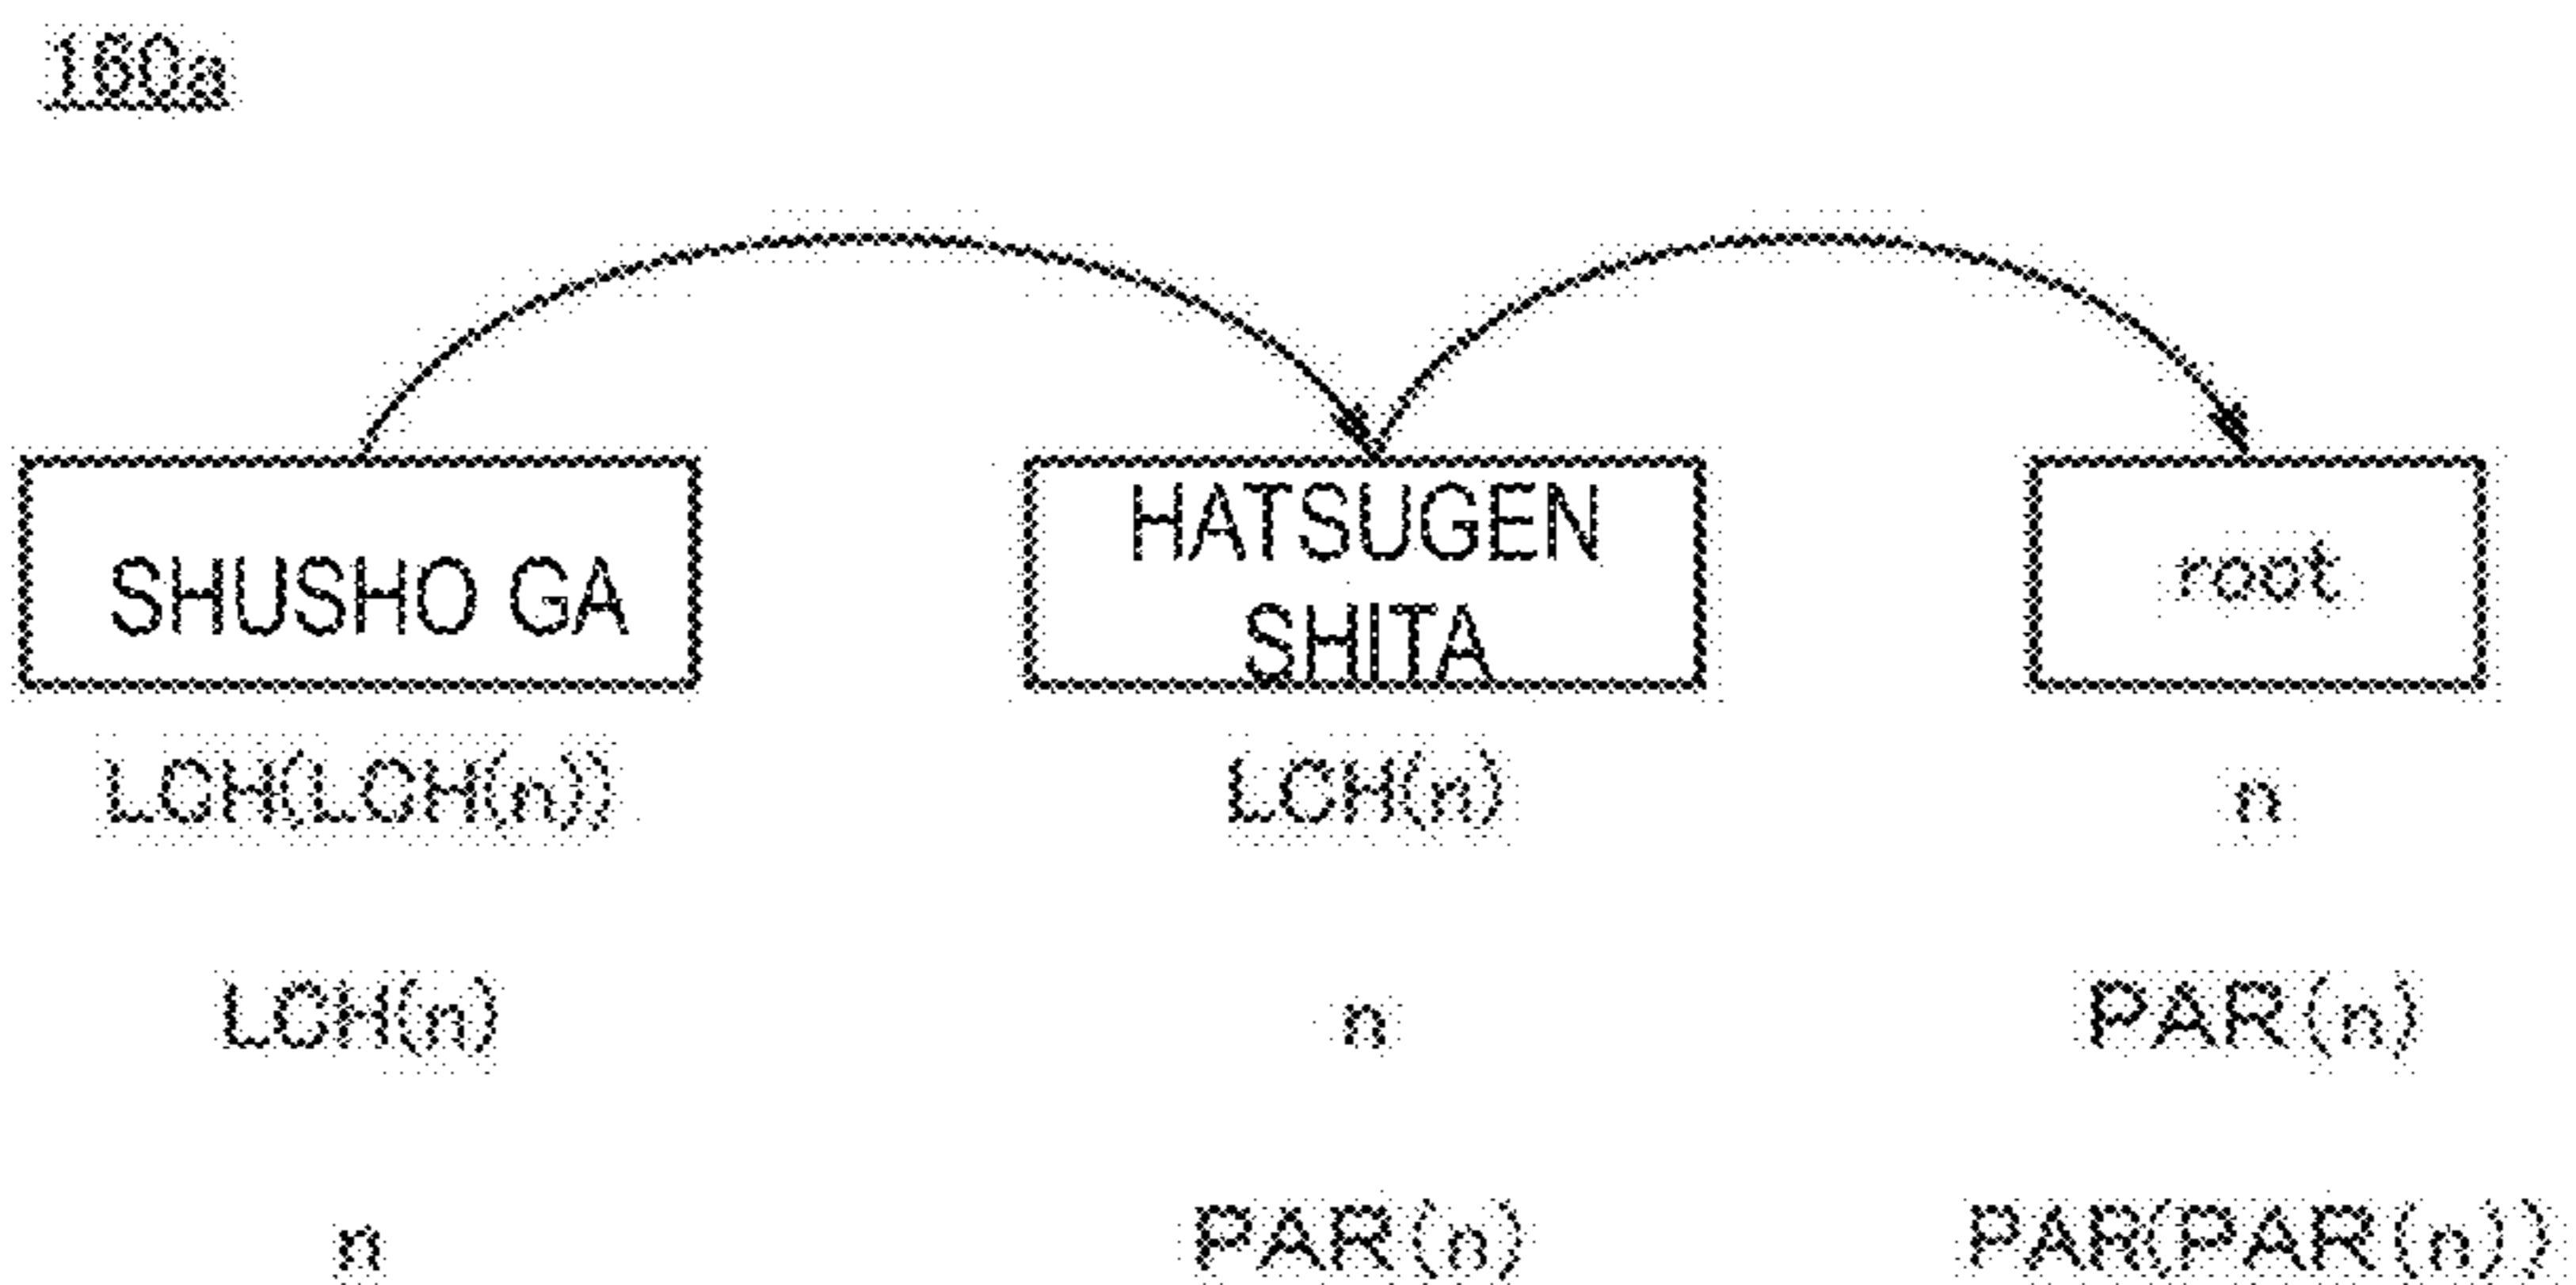 160a
SHUSHO GA
HATSUGEN
SHITA
root
LCH(LCH(n))
LCH(n)
n
LCH(n)
n
PAR(n)
n
PAR(n)
PAR(PAR(n))